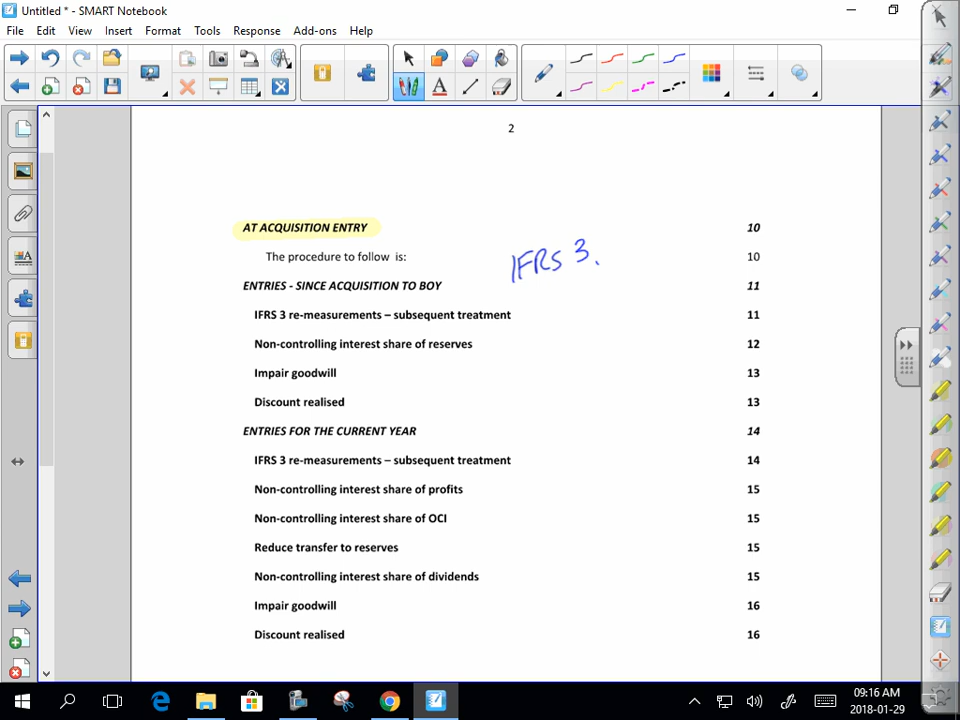 Untitled * - SMART Notebook
File Edit View Insert Format Tools Response Add-ons Help
2
AT ACQUISITION ENTRY 10
The procedure to follow is: 10
IFRS 3.
ENTRIES - SINCE ACQUISITION TO BOY 11
IFRS 3 re-measurements – subsequent treatment 11
Non-controlling interest share of reserves 12
Impair goodwill 13
Discount realised 13
ENTRIES FOR THE CURRENT YEAR 14
IFRS 3 re-measurements – subsequent treatment 14
Non-controlling interest share of profits 15
Non-controlling interest share of OCI 15
Reduce transfer to reserves 15
Non-controlling interest share of dividends 15
Impair goodwill 16
Discount realised 16
09:16 AM
2018-01-29